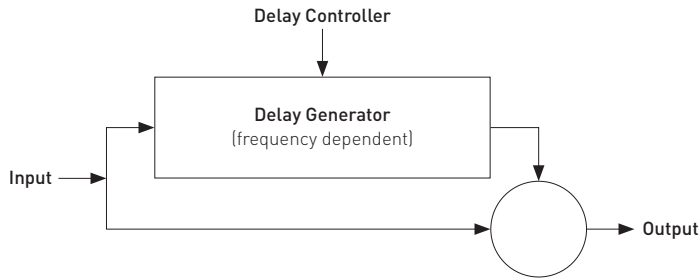 Delay Controller
Delay Generator
(frequency dependent)
Input
Output